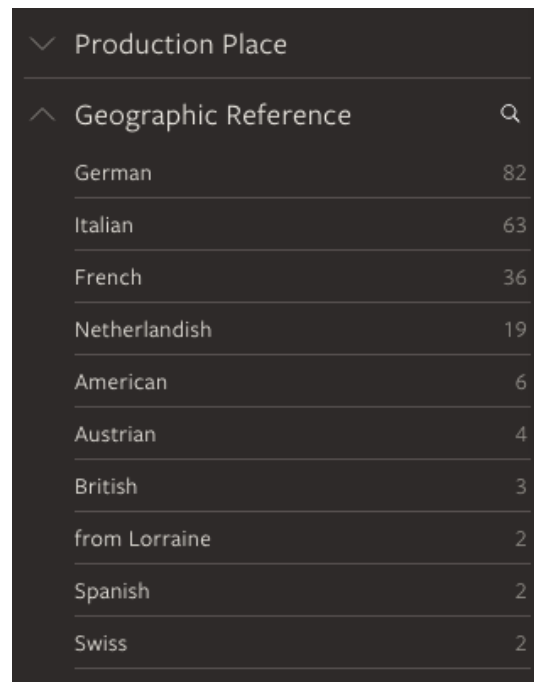 Production Place
Geographic Reference
German 82
Italian 63
French 36
Netherlandish 19
American 6
Austrian 4
British 3
from Lorraine 2
Spanish 2
Swiss 2